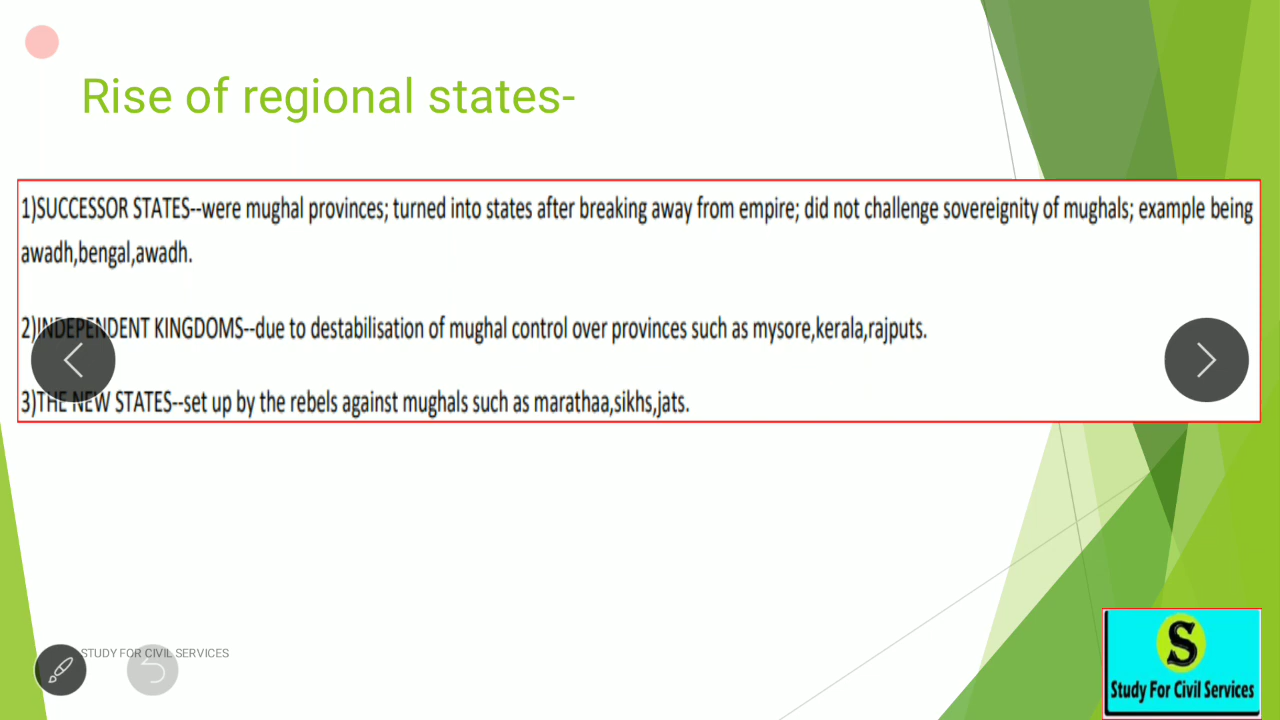 Rise of regional states-
1)SUCCESSOR STATES--were mughal provinces; turned into states after breaking away from empire; did not challenge sovereignity of mughals; example being
awadh,bengal,awadh.
2)INDEPENDENT KINGDOMS--due to destabilisation of mughal control over provinces such as mysore,kerala,rajputs.
3)THE NEW STATES--set up by the rebels against mughals such as marathaa,sikhs,jats.
STUDY FOR CIVIL SERVICES
S
Study For Civil Services